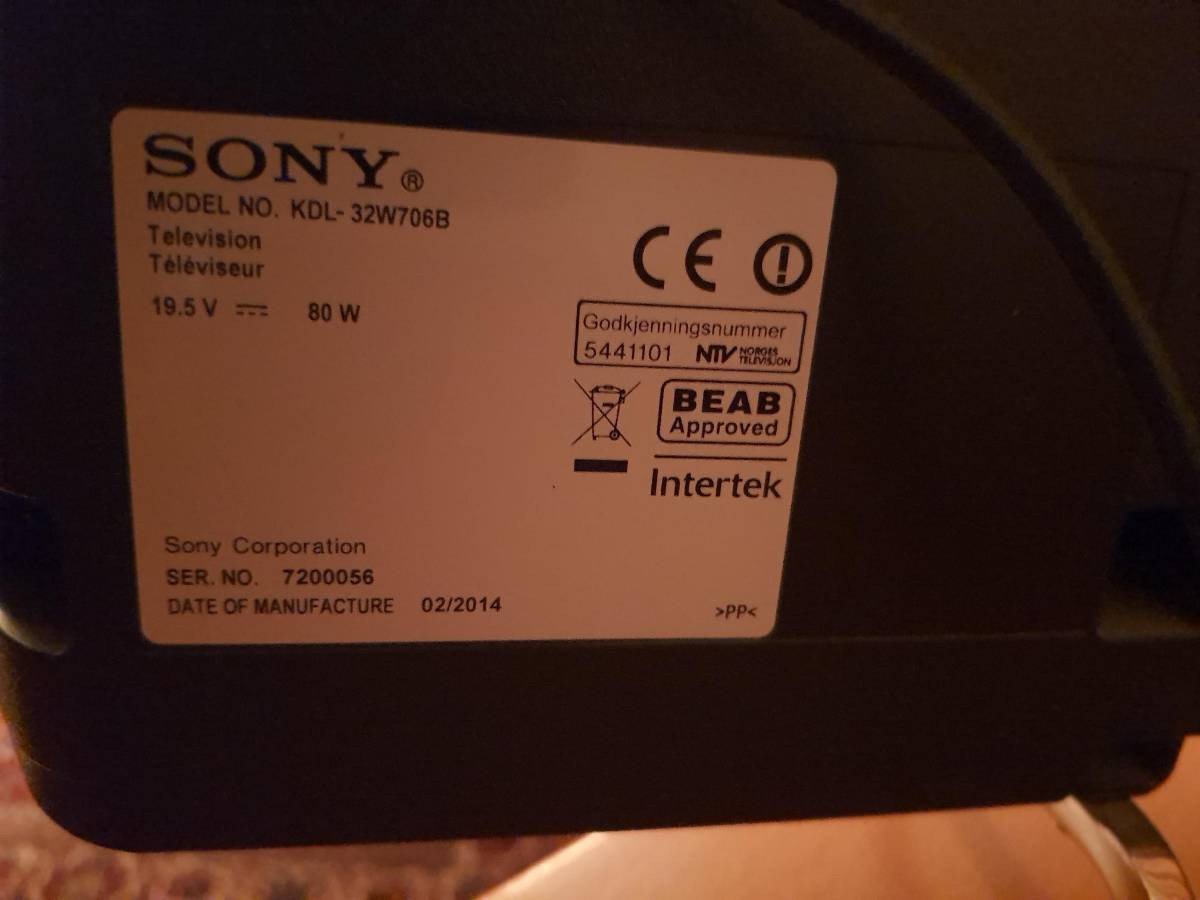 SONY®
MODEL NO. KDL-32W706B
Television
Téléviseur
19.5 V 80 W
CE
Godkjenningsnummer
5441101 NTV NORGES TELEVISJON
BEAB
Approved
Intertek
Sony Corporation
SER. NO. 7200056
DATE OF MANUFACTURE 02/2014
>PP<